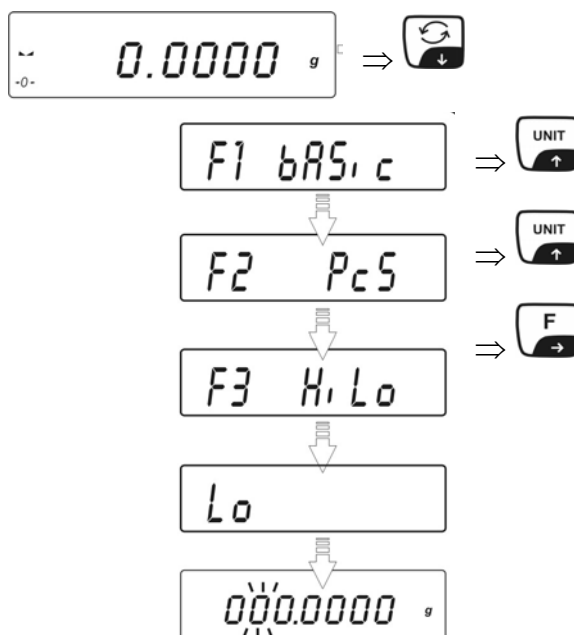 -0- 0.0000 g
F1 bASic
UNIT
F2 PcS
UNIT
F
F3 HiLo
Lo
000.0000 g